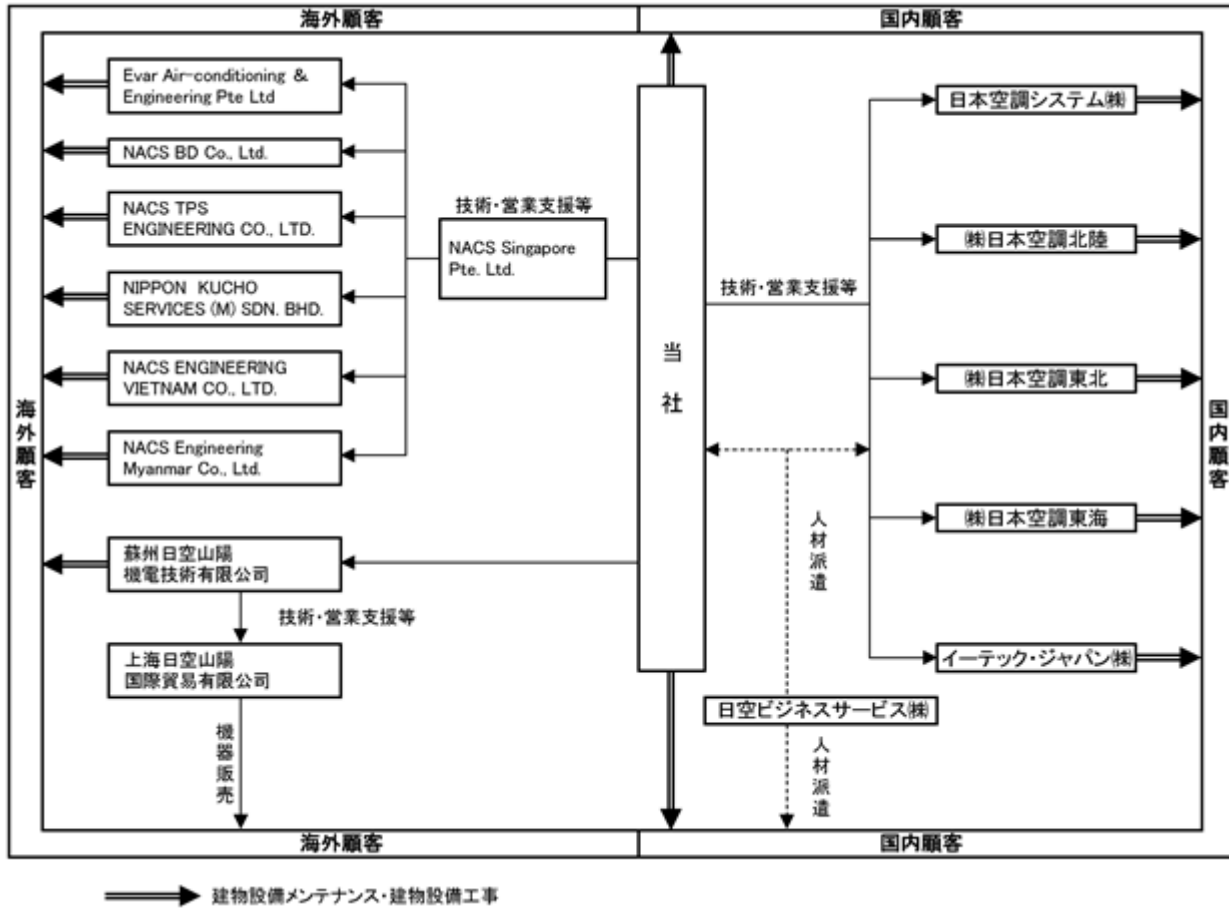 海外顧客
国内顧客
Evar Air-conditioning &
Engineering Pte Ltd
NACS BD Co., Ltd.
NACS TPS
ENGINEERING CO., LTD.
NIPPON KUCHO
SERVICES (M) SDN. BHD.
NACS ENGINEERING
VIETNAM CO., LTD.
NACS Engineering
Myanmar Co., Ltd.
蘇州日空山陽
機電技術有限公司
技術・営業支援等
上海日空山陽
国際貿易有限公司
機器販売
海外顧客
技術・営業支援等
NACS Singapore
Pte. Ltd.
当社
技術・営業支援等
日本空調システム㈱
㈱日本空調北陸
㈱日本空調東北
㈱日本空調東海
イーテック・ジャパン㈱
人材派遣
日空ビジネスサービス㈱
人材派遣
国内顧客
海外顧客
国内顧客
建物設備メンテナンス・建物設備工事